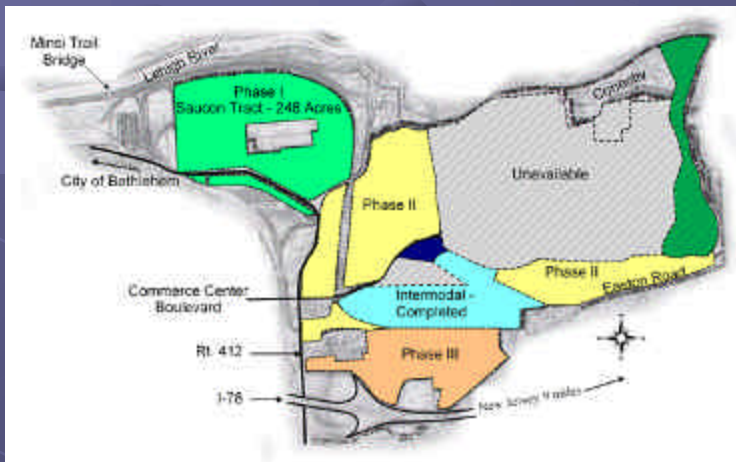 Minsi Trail
Bridge
Lehigh River
Phase I
Saucon Tract - 248 Acres
City of Bethlehem
Phase II
Unavailable
Phase II
Easton Road
Commerce Center
Boulevard
Intermodal -
Completed
Rt. 412
Phase III
I-78
New Jersey 9 miles